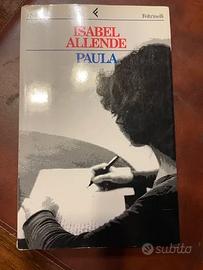 Feltrinelli
ISABEL
ALLENDE
PAULA
subito